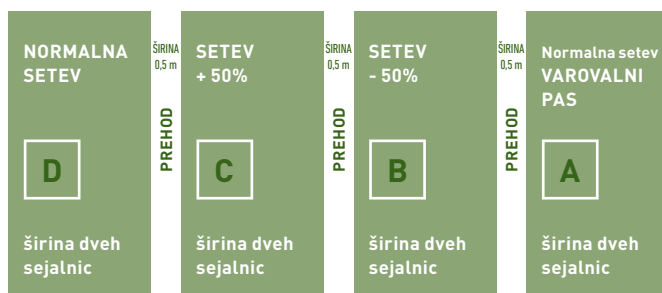 NORMALNA
SETEV
D
širina dveh
sejalnic
ŠIRINA
0,5 m
PREHOD
SETEV
+ 50%
C
širina dveh
sejalnic
ŠIRINA
0,5 m
PREHOD
SETEV
- 50%
B
širina dveh
sejalnic
ŠIRINA
0,5 m
PREHOD
Normalna setev
VAROVALNI
PAS
A
širina dveh
sejalnic